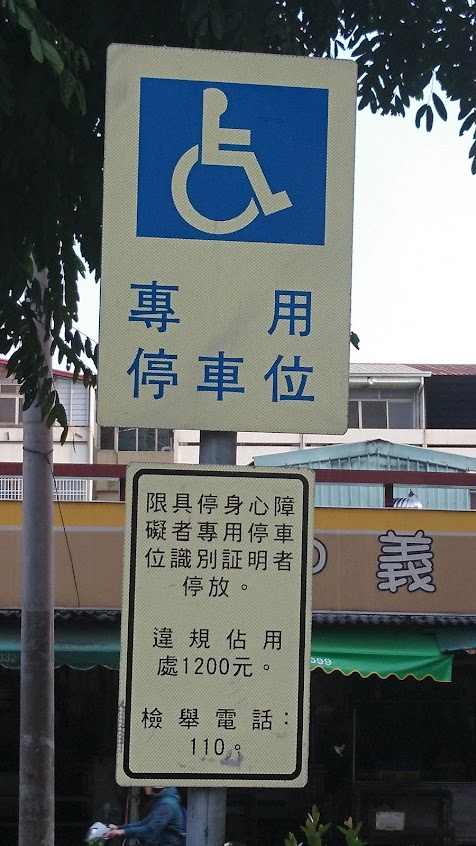 專用
停車位
限具停身心障
礙者專用停車
位識別証明者
停放。
違規佔用
處1200元。
檢舉電話：
110。
義